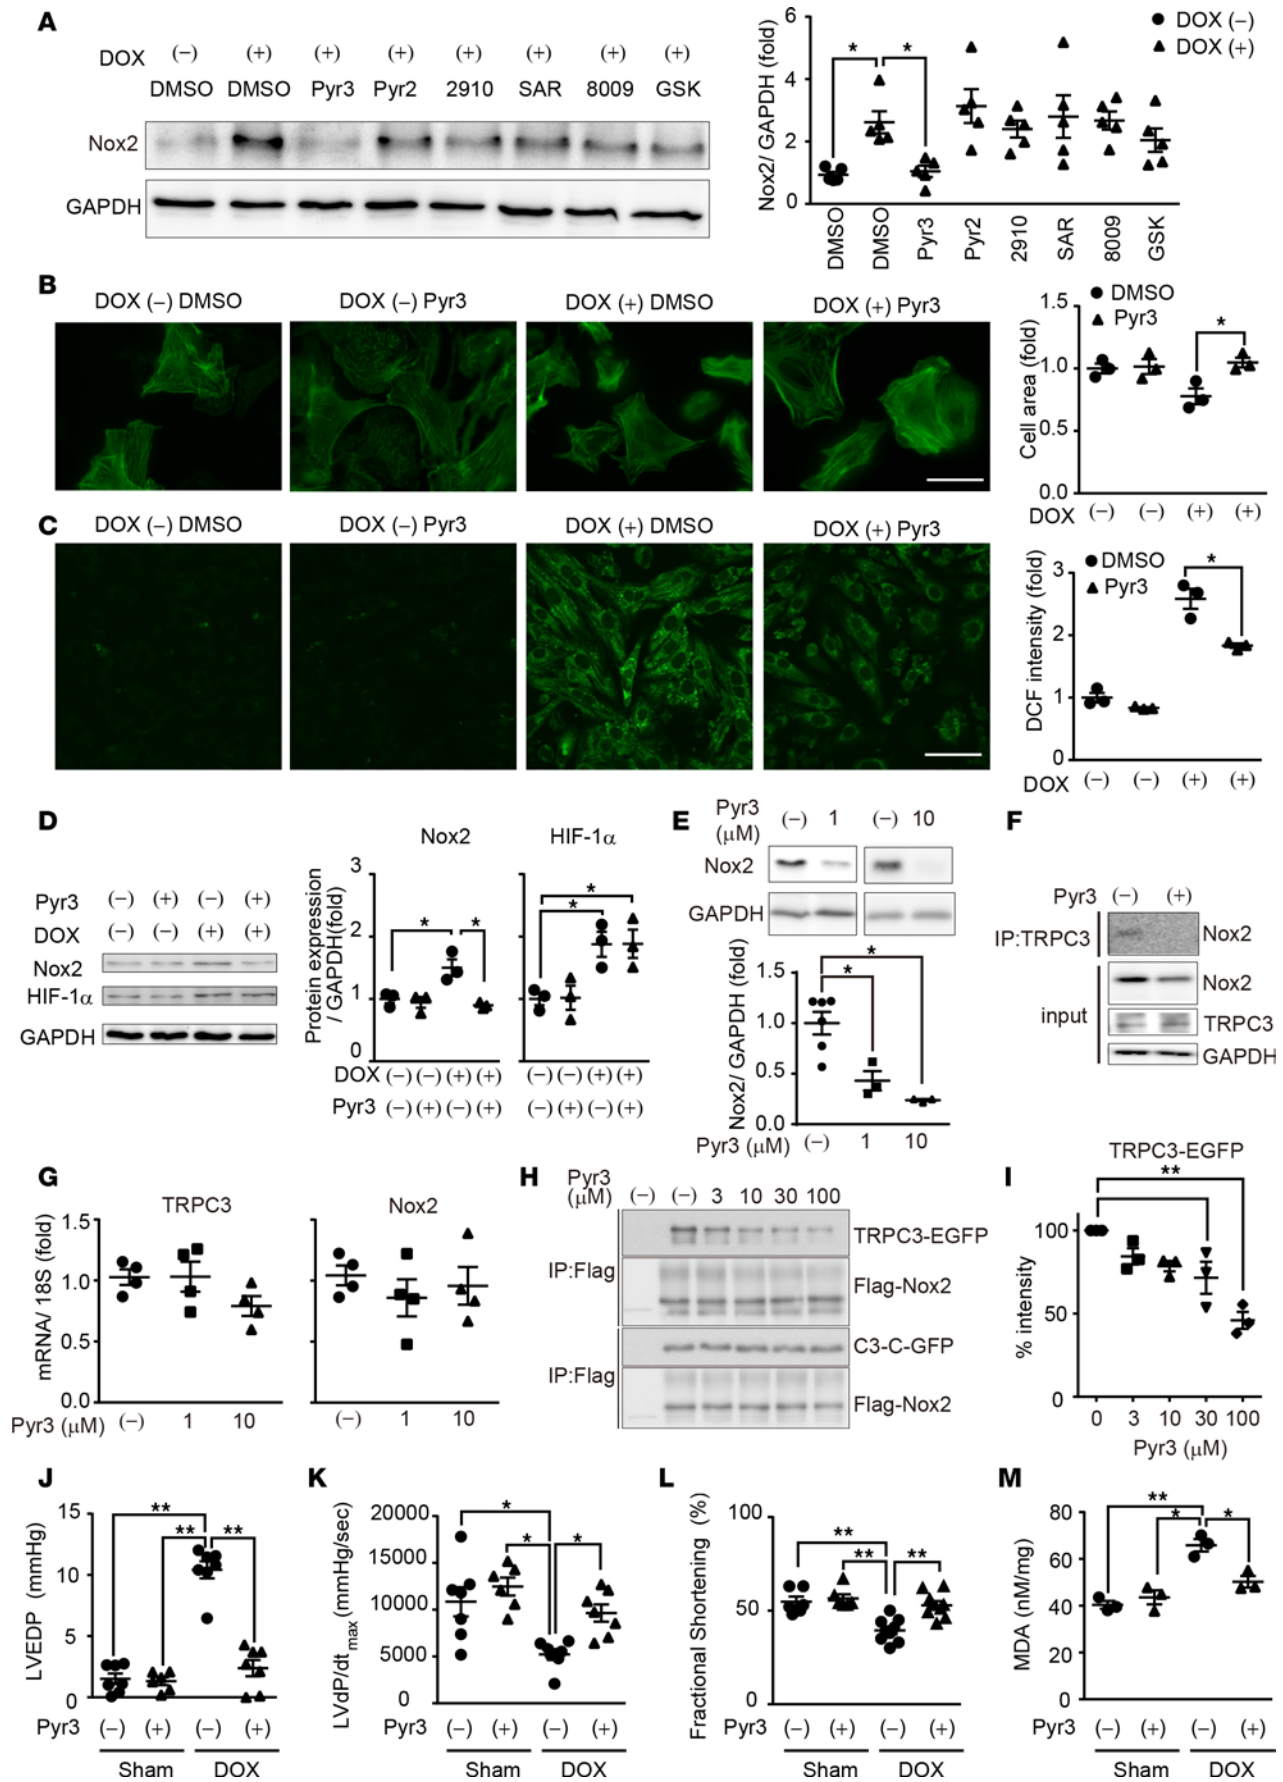 A
DOX (−) (+) (+) (+) (+) (+) (+) (+)
DMSO DMSO Pyr3 Pyr2 2910 SAR 8009 GSK
Nox2
GAPDH
Nox2/ GAPDH (fold)
6
4
2
0
DOX (−)
DOX (+)
* *
DMSO DMSO Pyr3 Pyr2 2910 SAR 8009 GSK
B
DOX (−) DMSO DOX (−) Pyr3 DOX (+) DMSO DOX (+) Pyr3
Cell area (fold)
1.5
1.0
0.5
0.0
DMSO
Pyr3
*
DOX (−) (−) (+) (+)
C
DOX (−) DMSO DOX (−) Pyr3 DOX (+) DMSO DOX (+) Pyr3
DCF intensity (fold)
3
2
1
0
DMSO
Pyr3
*
DOX (−) (−) (+) (+)
D
Pyr3 (−) (+) (−) (+)
DOX (−) (−) (+) (+)
Nox2
HIF-1α
GAPDH
Nox2 HIF-1α
Protein expression
/ GAPDH(fold)
3
2
1
0
* *
*
*
DOX (−) (−) (+) (+) (−) (−) (+) (+)
Pyr3 (−) (+) (−) (+) (−) (+) (−) (+)
E
Pyr3
(μM) (−) 1 (−) 10
Nox2
GAPDH
Nox2/ GAPDH (fold)
1.5
1.0
0.5
0.0
*
*
Pyr3 (μM) (−) 1 10
F
Pyr3 (−) (+)
IP:TRPC3 Nox2
input
Nox2
TRPC3
GAPDH
G
TRPC3 Nox2
mRNA/ 18S (fold)
1.5
1.0
0.5
0.0
Pyr3 (μM) (−) 1 10 (−) 1 10
H
Pyr3
(μM) (−) (−) 3 10 30 100
IP:Flag
TRPC3-EGFP
Flag-Nox2
IP:Flag
C3-C-GFP
Flag-Nox2
I
TRPC3-EGFP
**
% intensity
100
50
0
0 3 10 30 100
Pyr3 (μM)
J
LVEDP (mmHg)
15
10
5
0
**
** **
Pyr3 (−) (+) (−) (+)
Sham DOX
K
LVdP/dtmax (mmHg/sec)
20000
15000
10000
5000
0
*
* *
Pyr3 (−) (+) (−) (+)
Sham DOX
L
Fractional Shortening (%)
100
50
0
**
** **
Pyr3 (−) (+) (−) (+)
Sham DOX
M
MDA (nM/mg)
80
60
40
20
0
**
* *
Pyr3 (−) (+) (−) (+)
Sham DOX